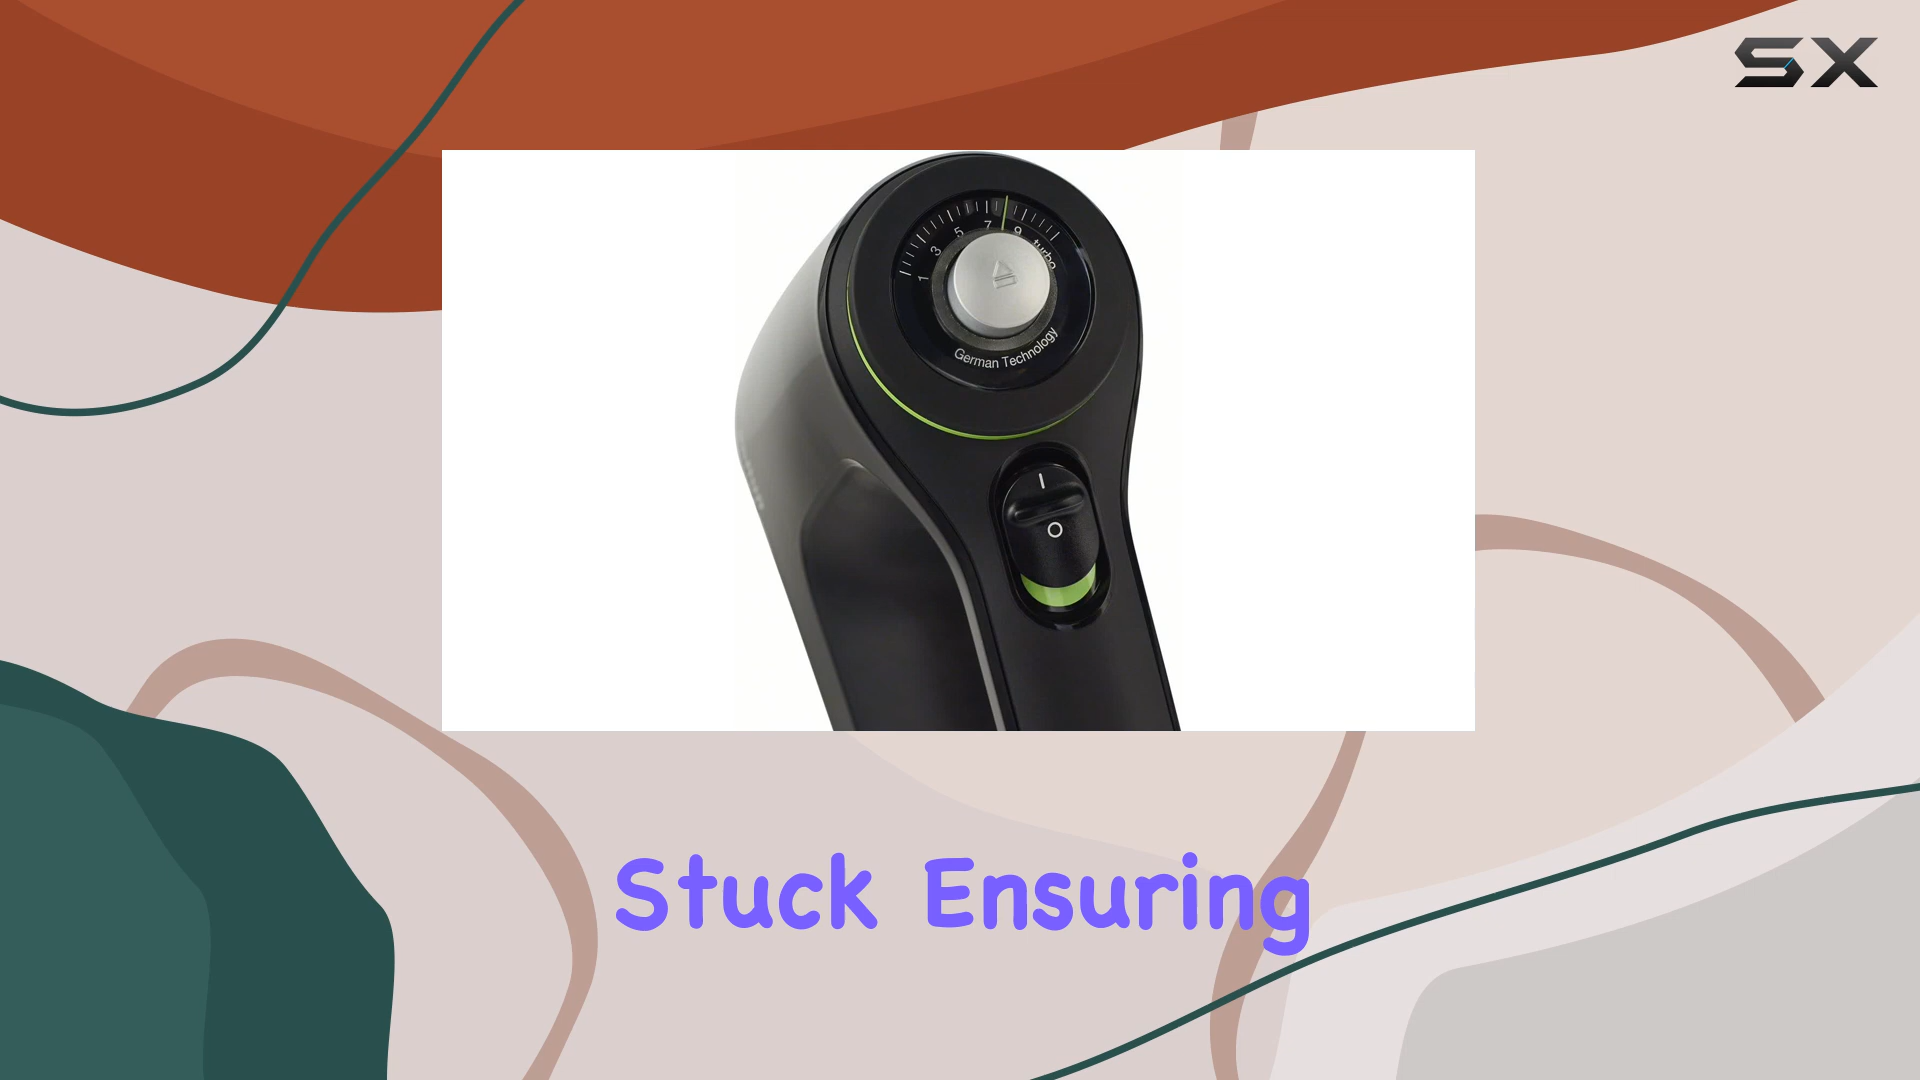 SX
1 3 5 7 9 turbo
German Technology
I
O
Stuck Ensuring